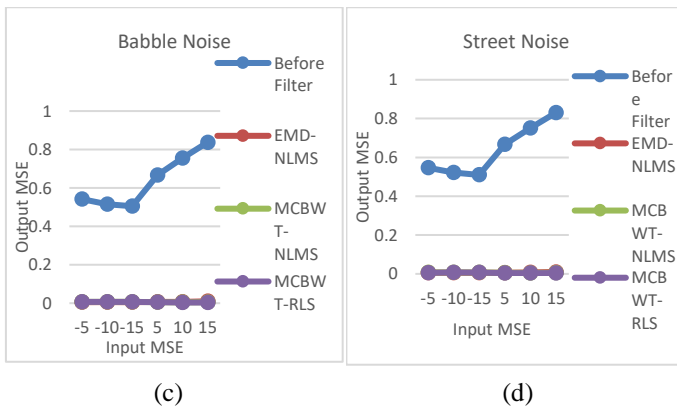 Babble Noise
Before
Filter
EMD-
NLMS
MCBW
T-NLMS
MCBW
T-RLS
Output MSE
1
0.8
0.6
0.4
0.2
0
-5 -10 -15 5 10 15
Input MSE
(c)
Street Noise
Befor
e
Filter
EMD-
NLMS
MCB
WT-
NLMS
MCB
WT-
RLS
Output MSE
1
0.8
0.6
0.4
0.2
0
-5 -10 -15 5 10 15
Input MSE
(d)